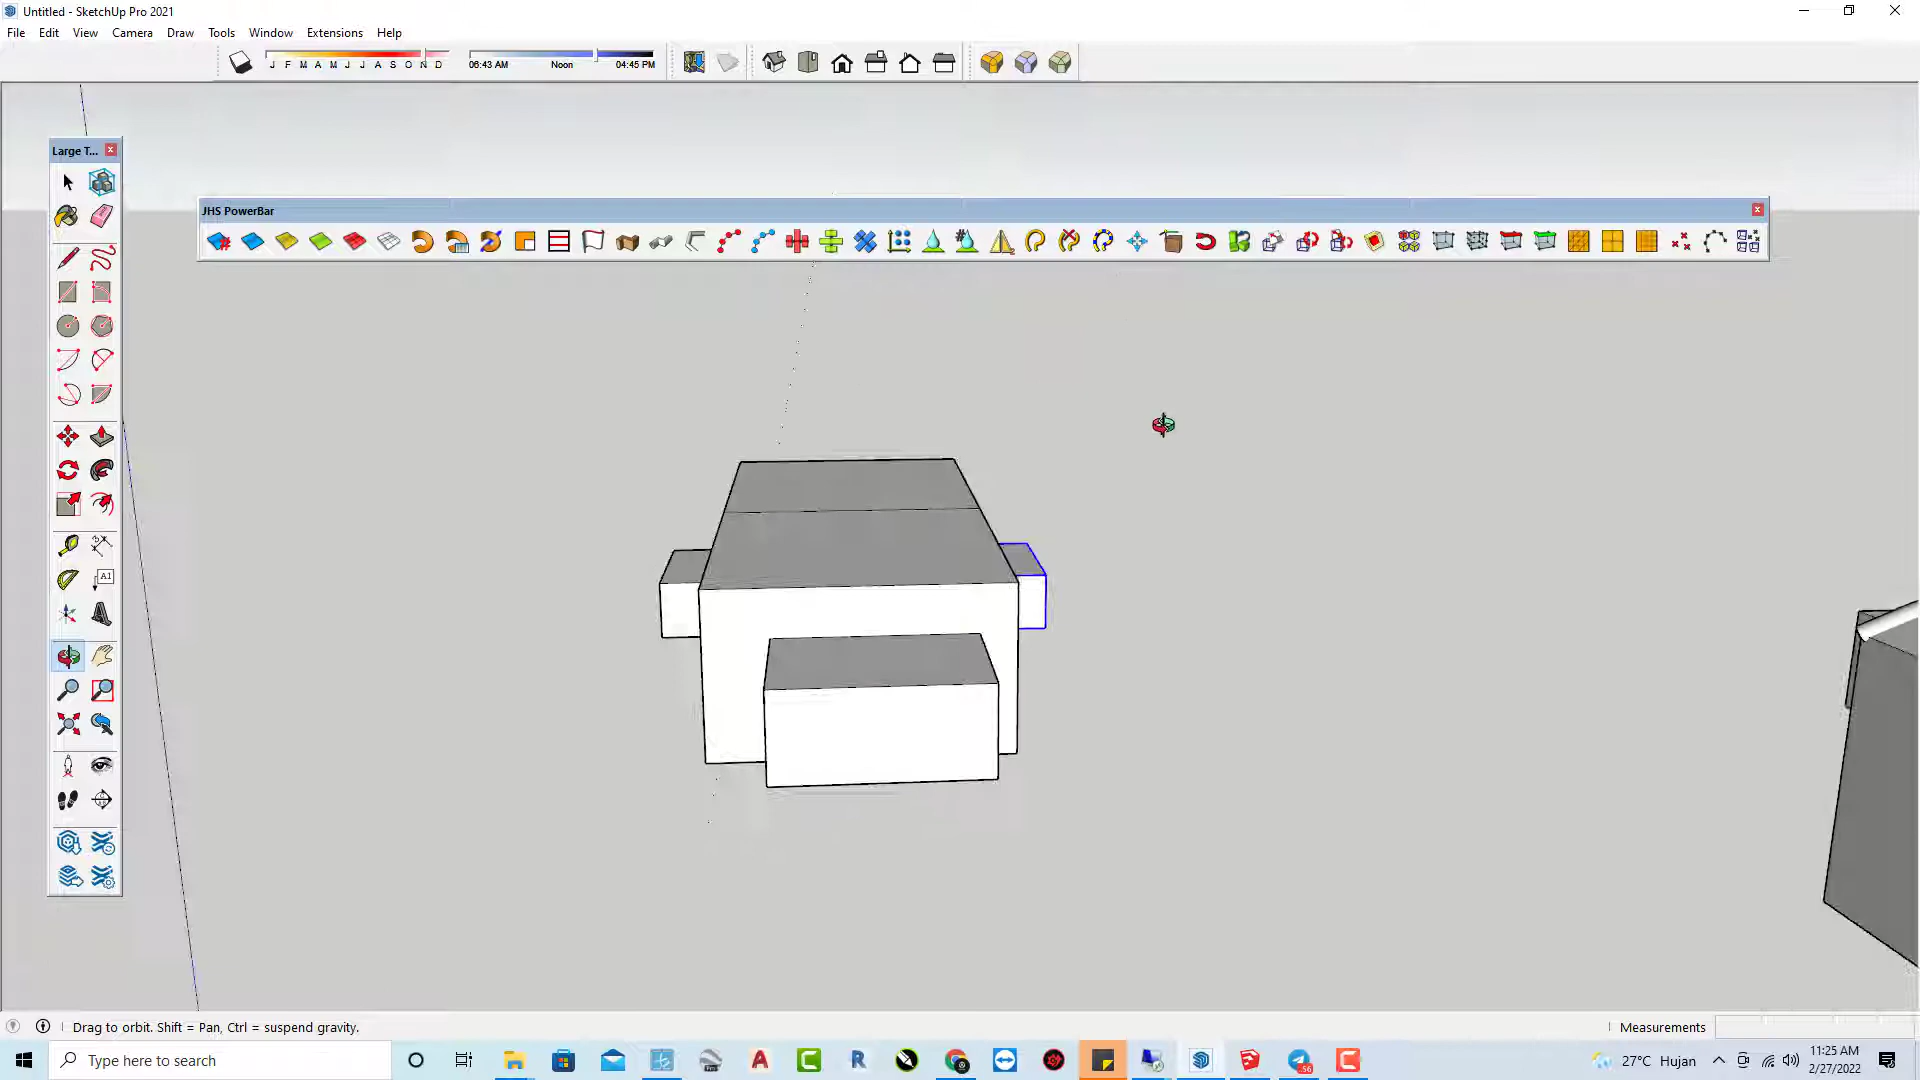 Untitled - SketchUp Pro 2021
File Edit View Camera Draw Tools Window Extensions Help
J F M A M J J A S O N D
06:43 AM Noon 04:45 PM
Large T...
JHS PowerBar
A1
Drag to orbit. Shift = Pan, Ctrl = suspend gravity.
Measurements
Type here to search
56
27°C Hujan
11:25 AM
2/27/2022